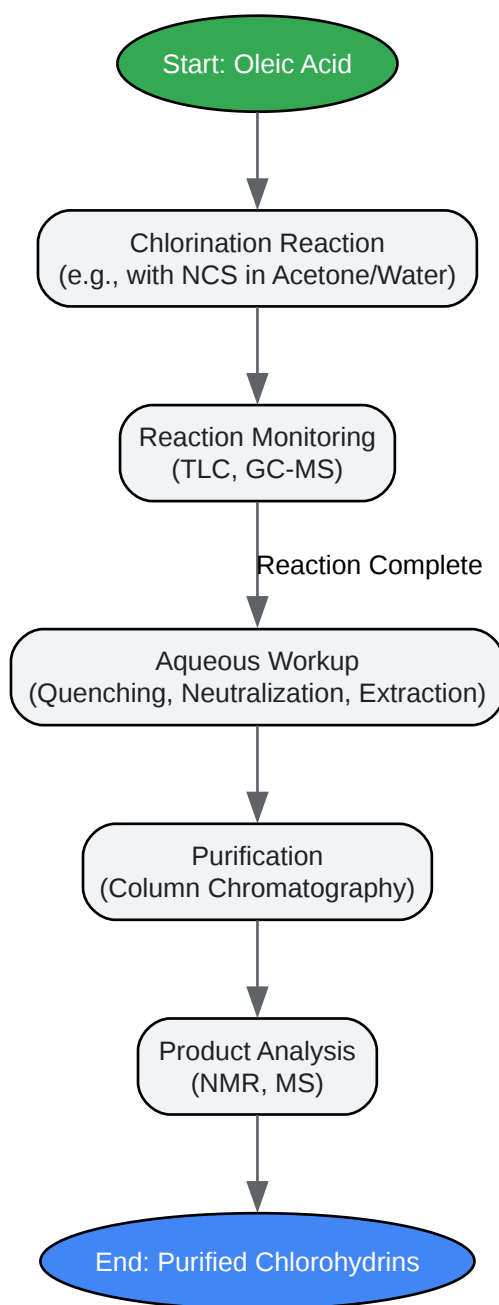 Start: Oleic Acid
Chlorination Reaction
(e.g., with NCS in Acetone/Water)
Reaction Monitoring
(TLC, GC-MS)
Reaction Complete
Aqueous Workup
(Quenching, Neutralization, Extraction)
Purification
(Column Chromatography)
Product Analysis
(NMR, MS)
End: Purified Chlorohydrins